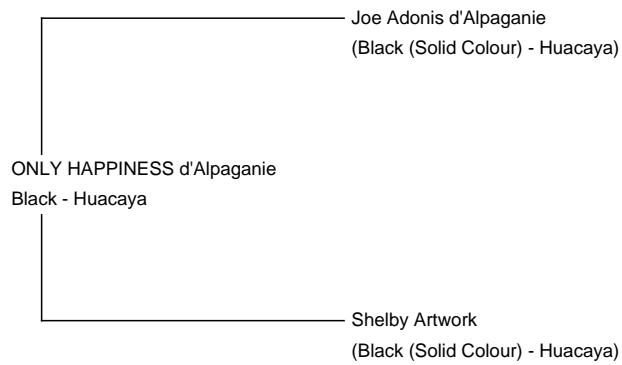 Joe Adonis d'Alpaganie
(Black (Solid Colour) - Huacaya)
ONLY HAPPINESS d'Alpaganie
Black - Huacaya
Shelby Artwork
(Black (Solid Colour) - Huacaya)